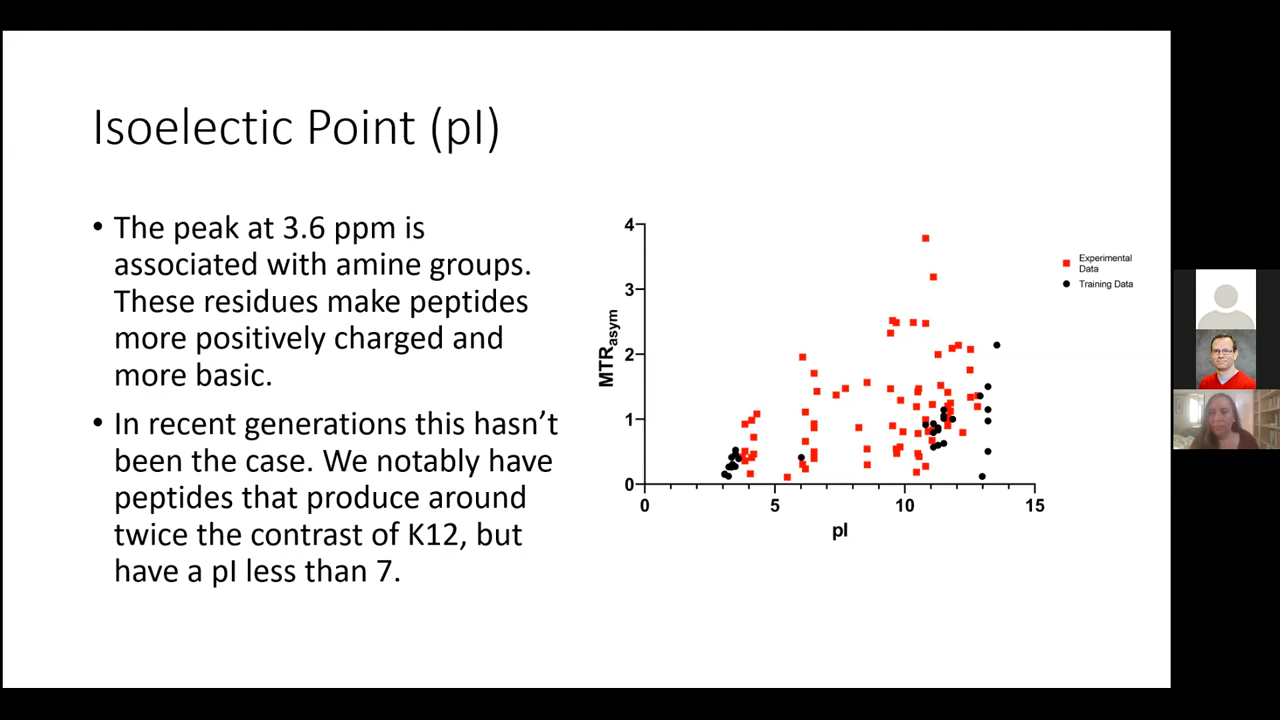 Isoelectic Point (pI)
• The peak at 3.6 ppm is
associated with amine groups.
These residues make peptides
more positively charged and
more basic.
• In recent generations this hasn’t
been the case. We notably have
peptides that produce around
twice the contrast of K12, but
have a pI less than 7.
4
3
2
1
0
MTRasym
0 5 10 15
pI
Experimental
Data
Training Data